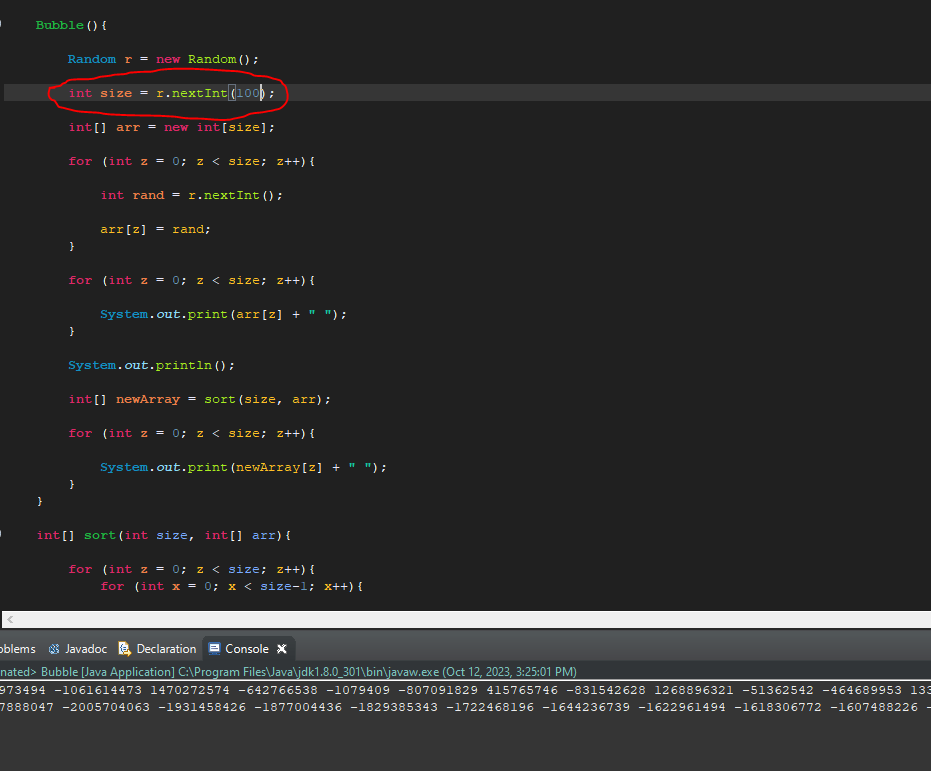 Bubble(){
Random r = new Random();
int size = r.nextInt(100);
int[] arr = new int[size];
for (int z = 0; z < size; z++){
int rand = r.nextInt();
arr[z] = rand;
}
for (int z = 0; z < size; z++){
System.out.print(arr[z] + " ");
}
System.out.println();
int[] newArray = sort(size, arr);
for (int z = 0; z < size; z++){
System.out.print(newArray[z] + " ");
}
}
int[] sort(int size, int[] arr){
for (int z = 0; z < size; z++){
for (int x = 0; x < size-1; x++){
oblems Javadoc Declaration Console
nated> Bubble [Java Application] C:\Program Files\Java\jdk1.8.0_301\bin\javaw.exe (Oct 12, 2023, 3:25:01 PM)
973494 -1061614473 1470272574 -642766538 -1079409 -807091829 415765746 -831542628 1268896321 -51362542 -464689953 133
7888047 -2005704063 -1931458426 -1877004436 -1829385343 -1722468196 -1644236739 -1622961494 -1618306772 -1607488226 -